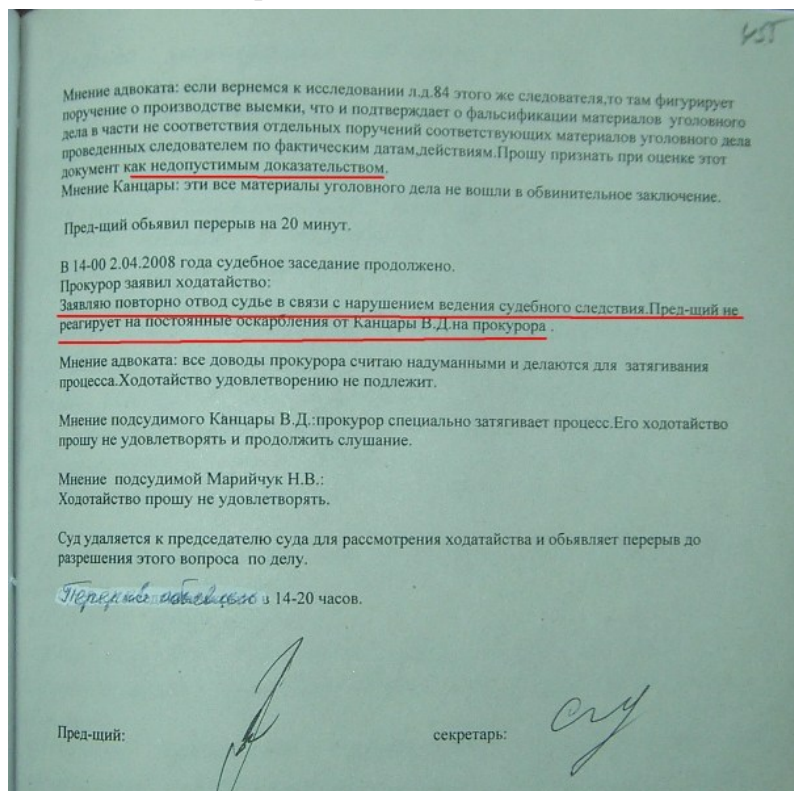 455
Мнение адвоката: если вернемся к исследовании л.д.84 этого же следователя,то там фигурирует
поручение о производстве выемки, что и подтверждает о фальсификации материалов уголовного
дела в части не соответствия отдельных поручений соответствующих материалов уголовного дела
проведенных следователем по фактическим датам,действиям.Прошу признать при оценке этот
документ как недопустимым доказательством.
Мнение Канцары: эти все материалы уголовного дела не вошли в обвинительное заключение.
Пред-щий обьявил перерыв на 20 минут.
В 14-00 2.04.2008 года судебное заседание продолжено.
Прокурор заявил ходатайство:
Заявляю повторно отвод судье в связи с нарушением ведения судебного следствия.Пред-щий не
реагирует на постоянные оскарбления от Канцары В.Д.на прокурора .
Мнение адвоката: все доводы прокурора считаю надуманными и делаются для затягивания
процесса.Ходотайство удовлетворению не подлежит.
Мнение подсудимого Канцары В.Д.:прокурор специально затягивает процесс.Его ходотайство
прошу не удовлетворять и продолжить слушание.
Мнение подсудимой Марийчук Н.В.:
Ходотайство прошу не удовлетворять.
Суд удаляется к председателю суда для рассмотрения ходатайства и обьявляет перерыв до
разрешения этого вопроса по делу.
Перерыв в 14-20 часов.
Пред-щий: секретарь: